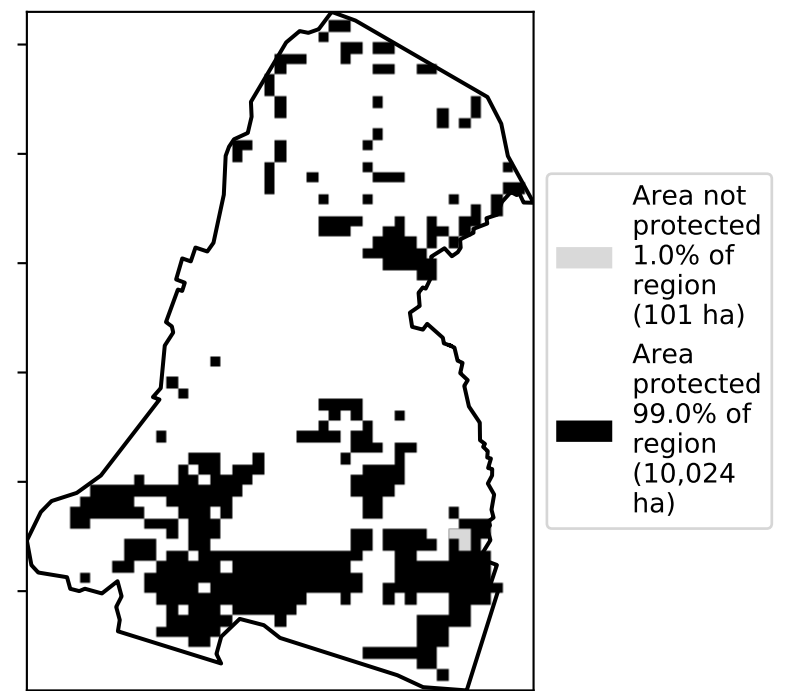 Area not
protected
1.0% of
region
(101 ha)
Area
protected
99.0% of
region
(10,024
ha)